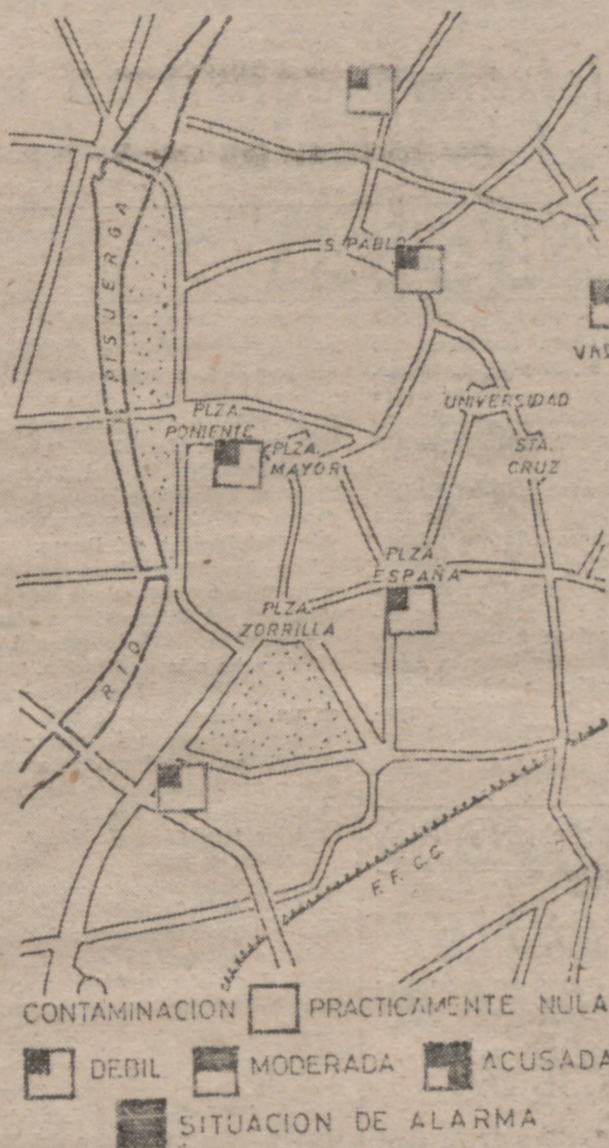 S. PABLO
PISUERGA
UNIVERSIDAD
PLZA.
PONIENTE
PLZA.
MAYOR
STA.
CRUZ
PLZA.
ESPAÑA
PLZA.
ZORRILLA
RIO
F. F. C. C.
CONTAMINACION PRACTICAMENTE NULA
DEBIL MODERADA ACUSADA
SITUACION DE ALARMA